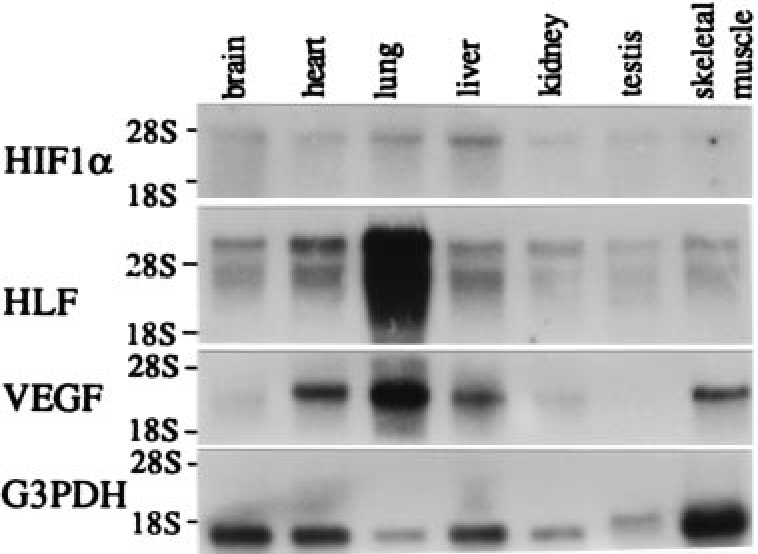 brain heart lung liver kidney testis skeletal muscle
28S
HIF1α
18S
28S
HLF
18S
28S
VEGF
18S
28S
G3PDH
18S